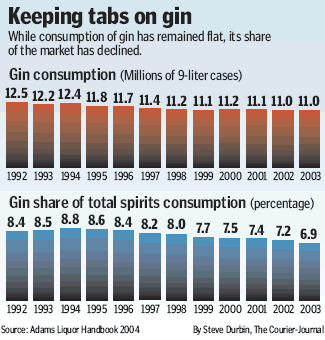 Keeping tabs on gin
While consumption of gin has remained flat, its share
of the market has declined.
Gin consumption (Millions of 9-liter cases)
12.5 12.2 12.4 11.8 11.7 11.4 11.2 11.1 11.2 11.1 11.0 11.0
1992 1993 1994 1995 1996 1997 1998 1999 2000 2001 2002 2003
Gin share of total spirits consumption (percentage)
8.4 8.5 8.8 8.6 8.4 8.2 8.0 7.7 7.5 7.4 7.2 6.9
1992 1993 1994 1995 1996 1997 1998 1999 2000 2001 2002 2003
Source: Adams Liquor Handbook 2004 By Steve Durbin, The Courier-Journal